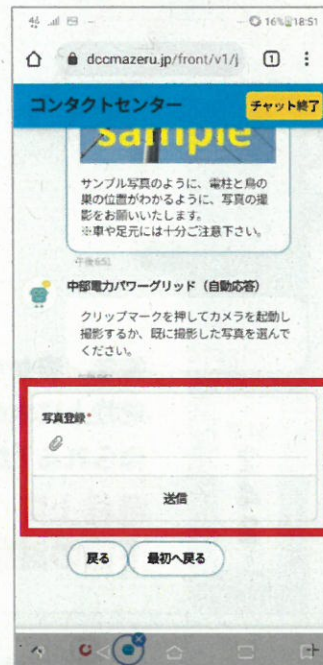 16% 18:51
dccmazeru.jp/front/v1/j
1
コンタクトセンター
チャット終了
sample
サンプル写真のように、電柱と鳥の
巣の位置がわかるように、写真の撮
影をお願いいたします。
※車や足元には十分ご注意下さい。
午後6:51
中部電力パワーグリッド（自動応答）
クリップマークを押してカメラを起動し
撮影するか、既に撮影した写真を選んで
ください。
写真登録*
送信
戻る
最初へ戻る